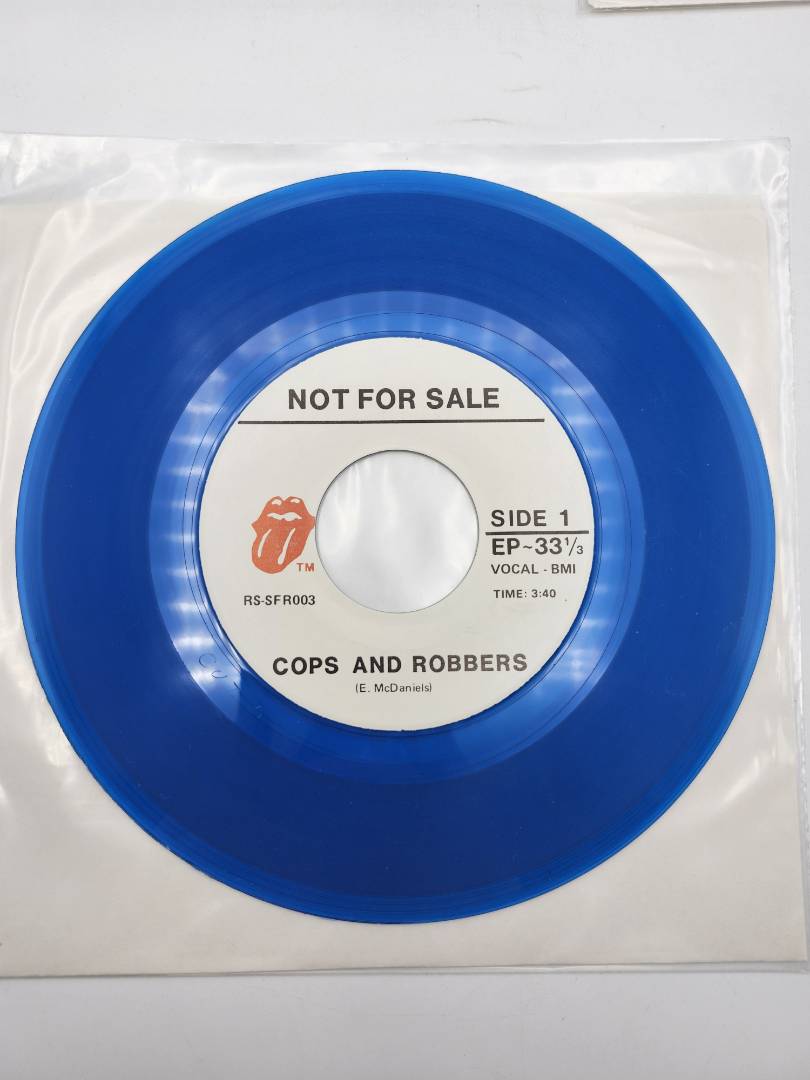 NOT FOR SALE
SIDE 1
EP~33⅓
VOCAL - BMI
TIME: 3:40
TM
RS-SFR003
COPS AND ROBBERS
(E. McDaniels)